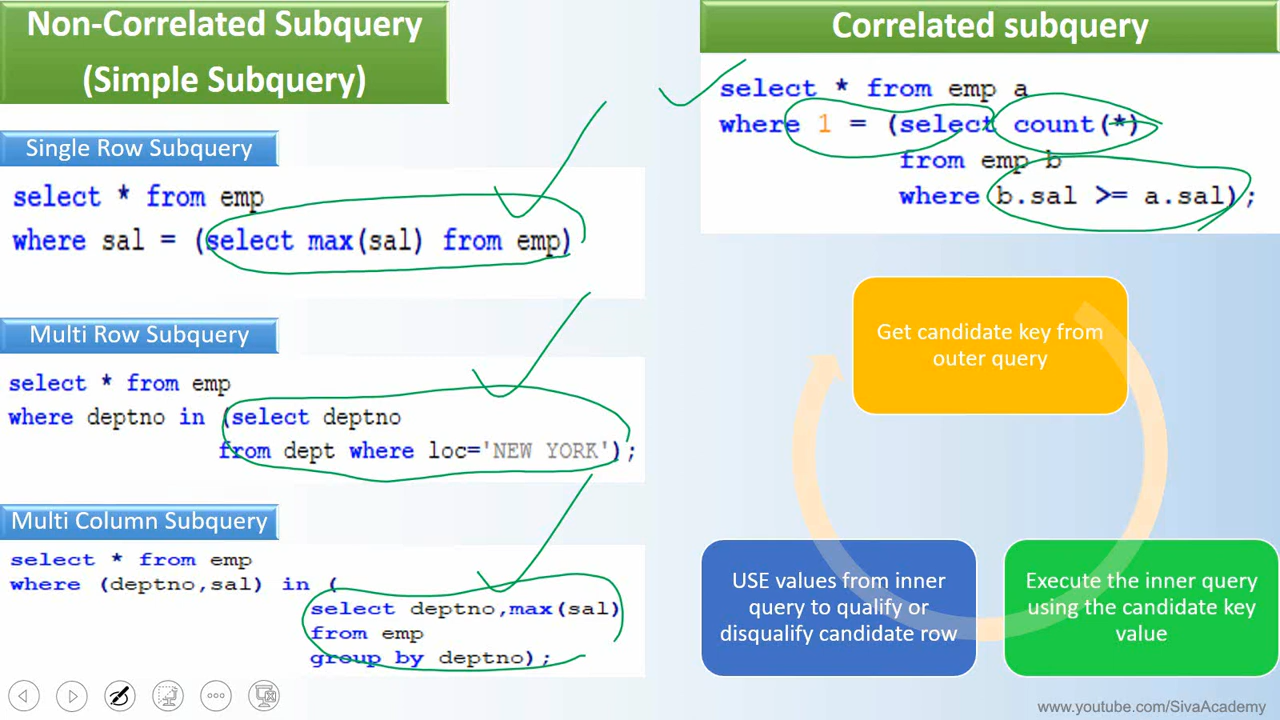 Non-Correlated Subquery
(Simple Subquery)
Single Row Subquery
select * from emp
where sal = (select max(sal) from emp)
Multi Row Subquery
select * from emp
where deptno in (select deptno
from dept where loc='NEW YORK');
Multi Column Subquery
select * from emp
where (deptno,sal) in (
select deptno,max(sal)
from emp
group by deptno);
Correlated subquery
select * from emp a
where 1 = (select count(*)
from emp b
where b.sal >= a.sal);
Get candidate key from
outer query
Execute the inner query
using the candidate key
value
USE values from inner
query to qualify or
disqualify candidate row
www.youtube.com/SivaAcademy